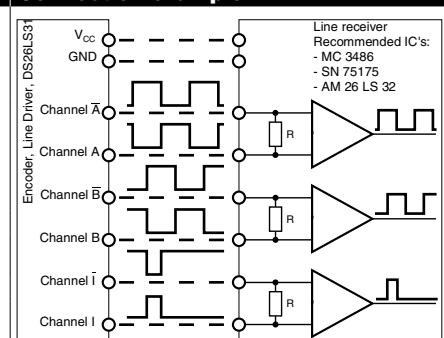 Encoder, Line Driver, DS26LS31
VCC
GND
Channel A̅
Channel A
Channel B̅
Channel B
Channel I̅
Channel I
Line receiver
Recommended IC's:
- MC 3486
- SN 75175
- AM 26 LS 32
R
R
R